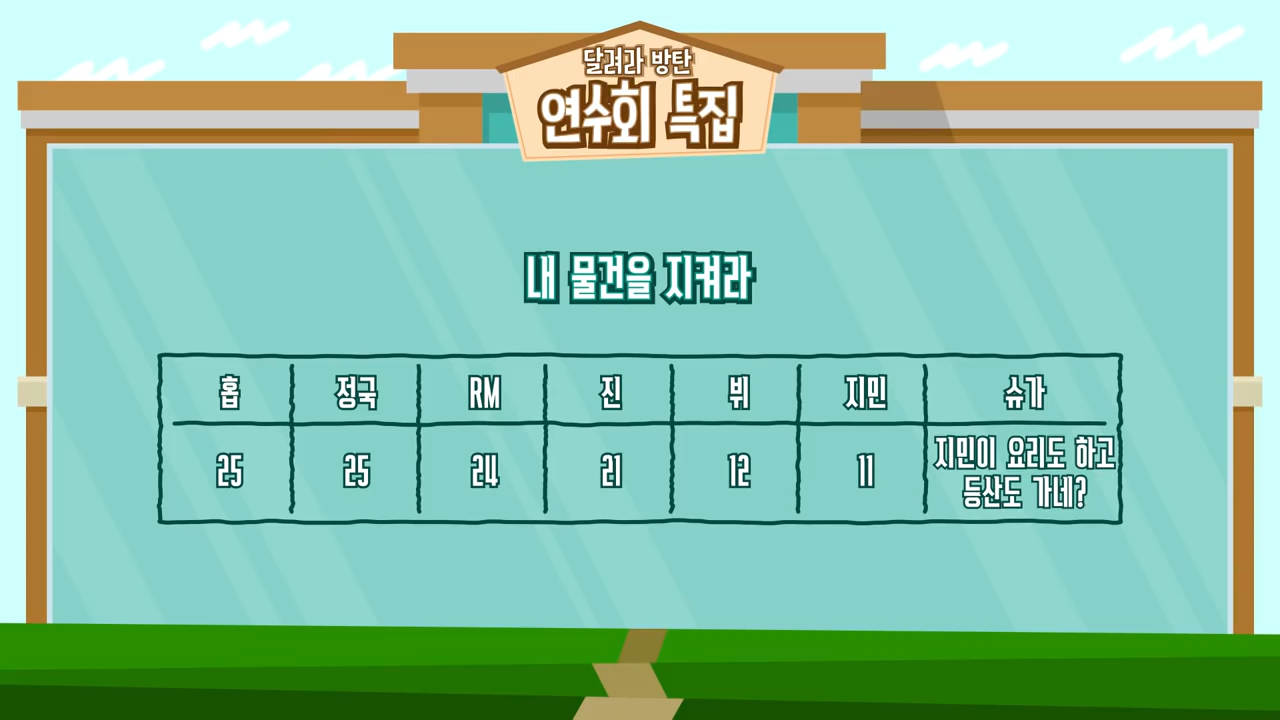 달려라 방탄
연수회 특집
내 물건을 지켜라
홉 정국 RM 진 뷔 지민 슈가
25 25 24 21 12 11 지민이 요리도 하고
등산도 가네?